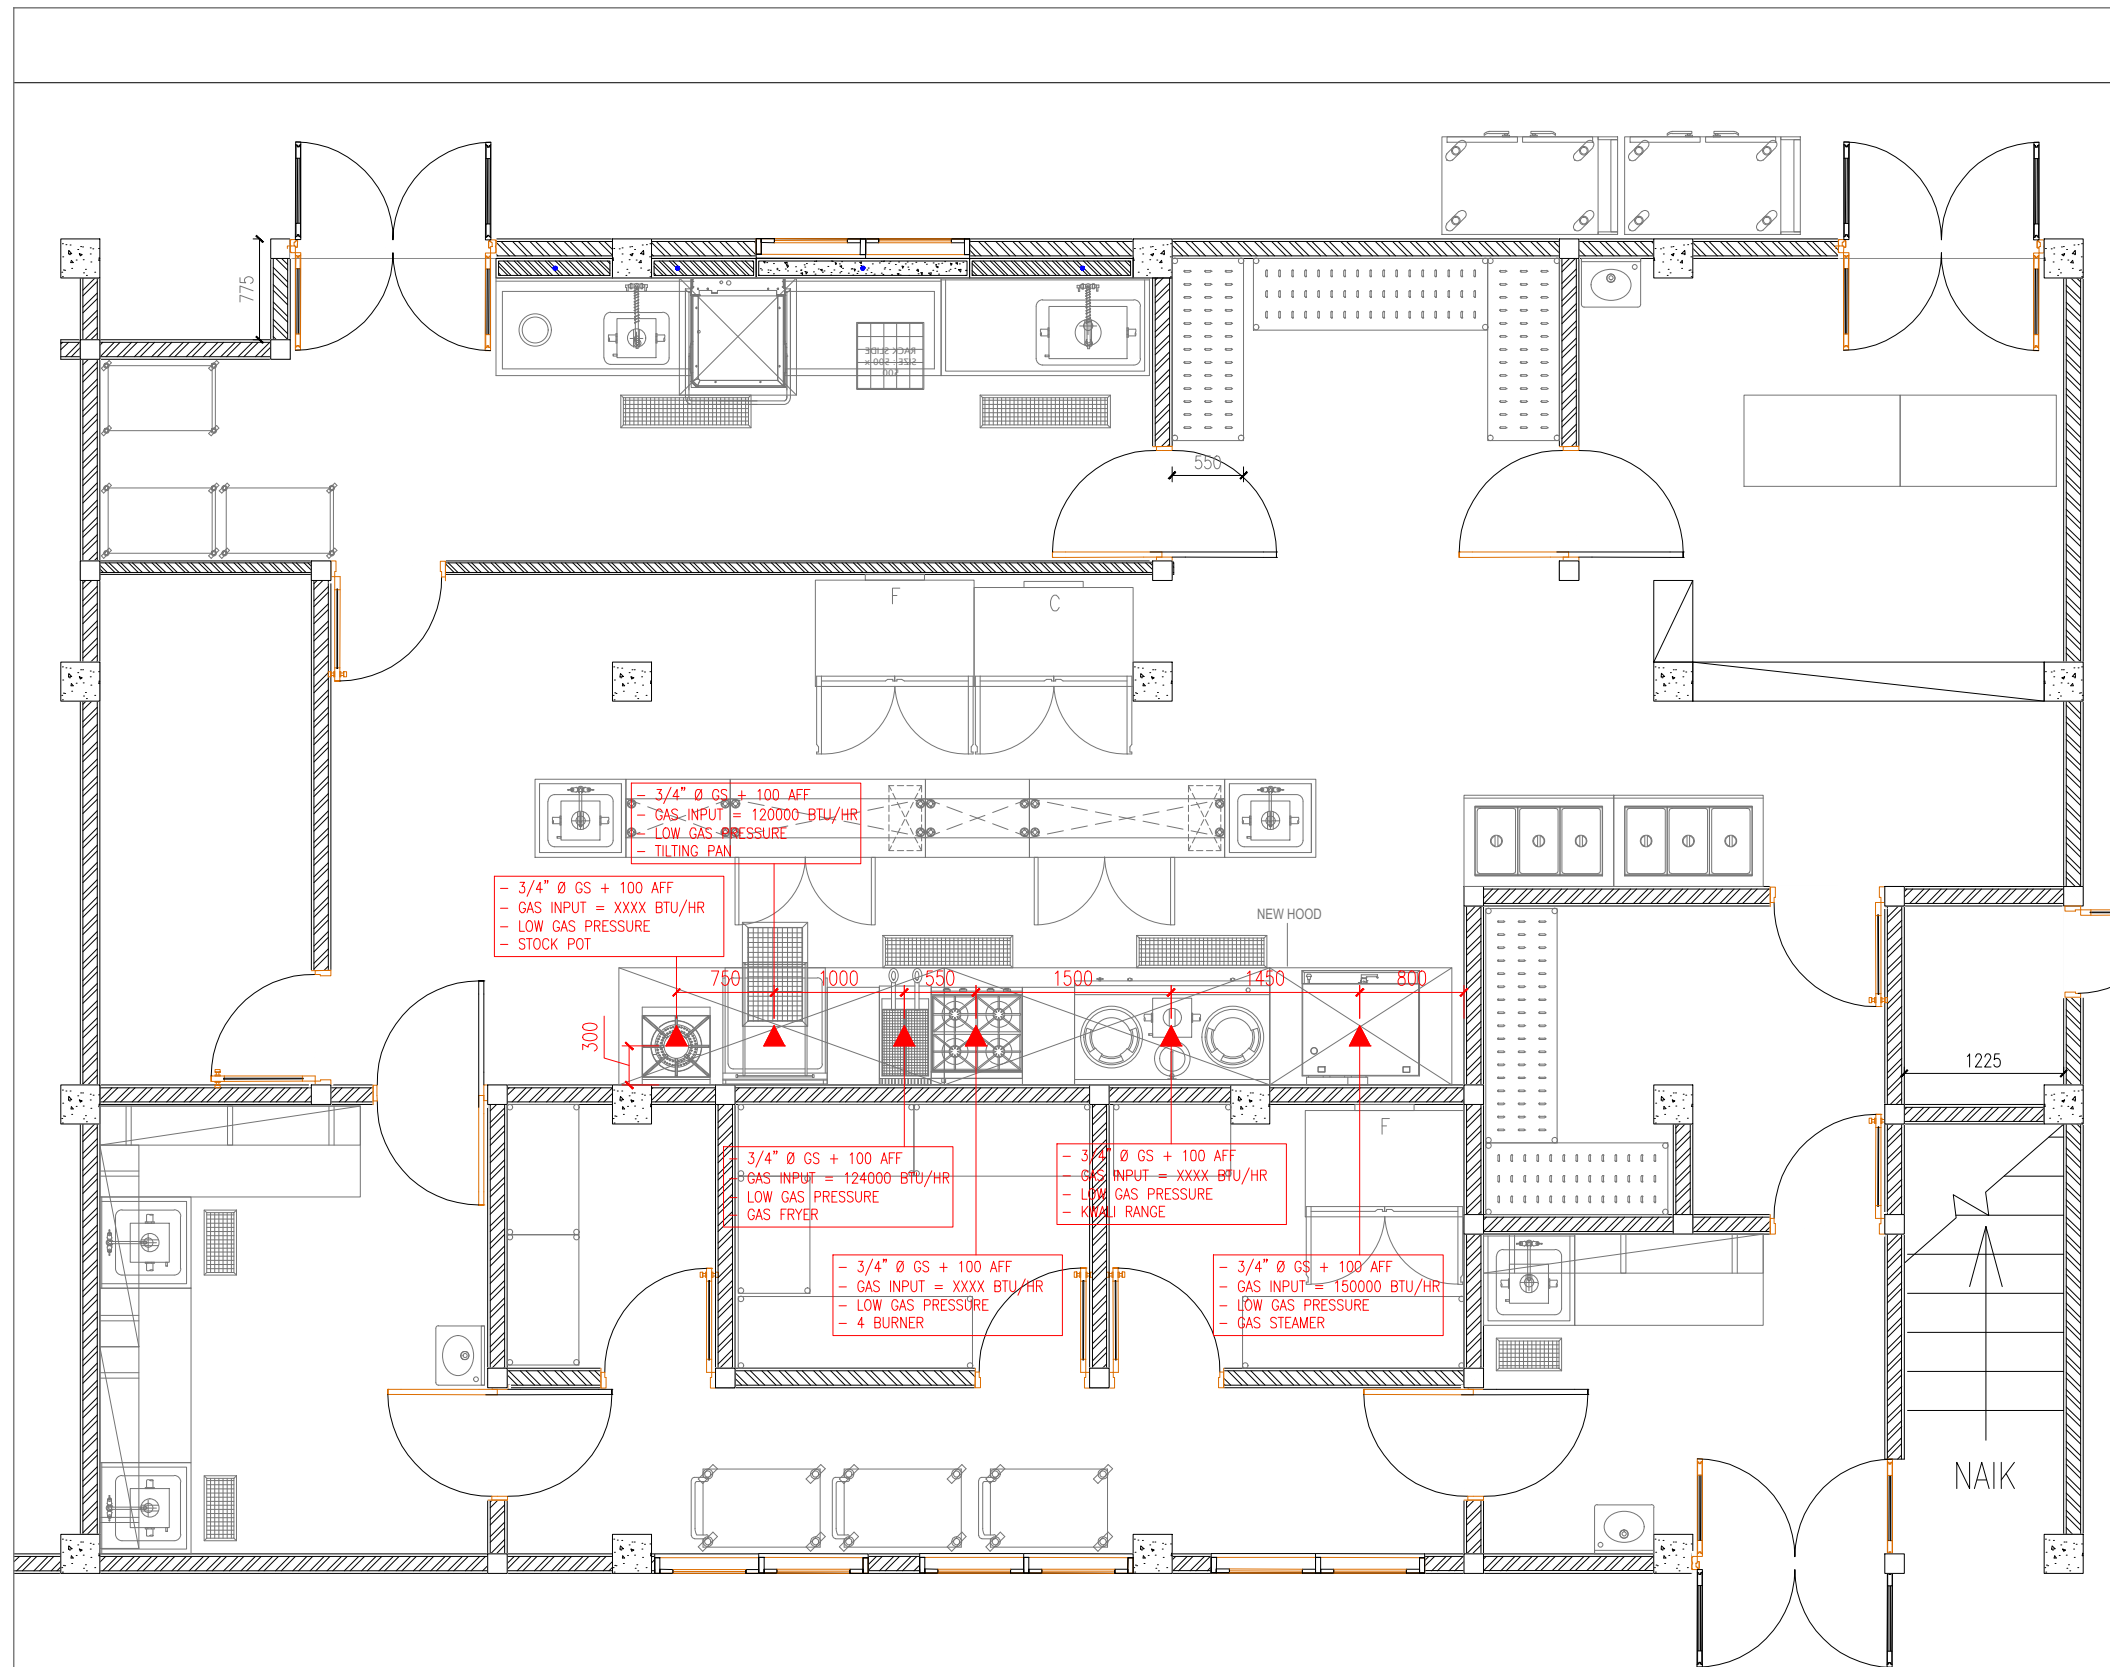 775
RACK SLIDE
SIZE : 500 x
500
550
F
C
- 3/4" Ø GS + 100 AFF
- GAS INPUT = 120000 BTU/HR
- LOW GAS PRESSURE
- TILTING PAN
- 3/4" Ø GS + 100 AFF
- GAS INPUT = XXXX BTU/HR
- LOW GAS PRESSURE
- STOCK POT
NEW HOOD
750
1000
550
1500
1450
800
300
1225
F
- 3/4" Ø GS + 100 AFF
- GAS INPUT = 124000 BTU/HR
- LOW GAS PRESSURE
- GAS FRYER
- 3/4" Ø GS + 100 AFF
- GAS INPUT = XXXX BTU/HR
- LOW GAS PRESSURE
- KWALI RANGE
- 3/4" Ø GS + 100 AFF
- GAS INPUT = XXXX BTU/HR
- LOW GAS PRESSURE
- 4 BURNER
- 3/4" Ø GS + 100 AFF
- GAS INPUT = 150000 BTU/HR
- LOW GAS PRESSURE
- GAS STEAMER
NAIK